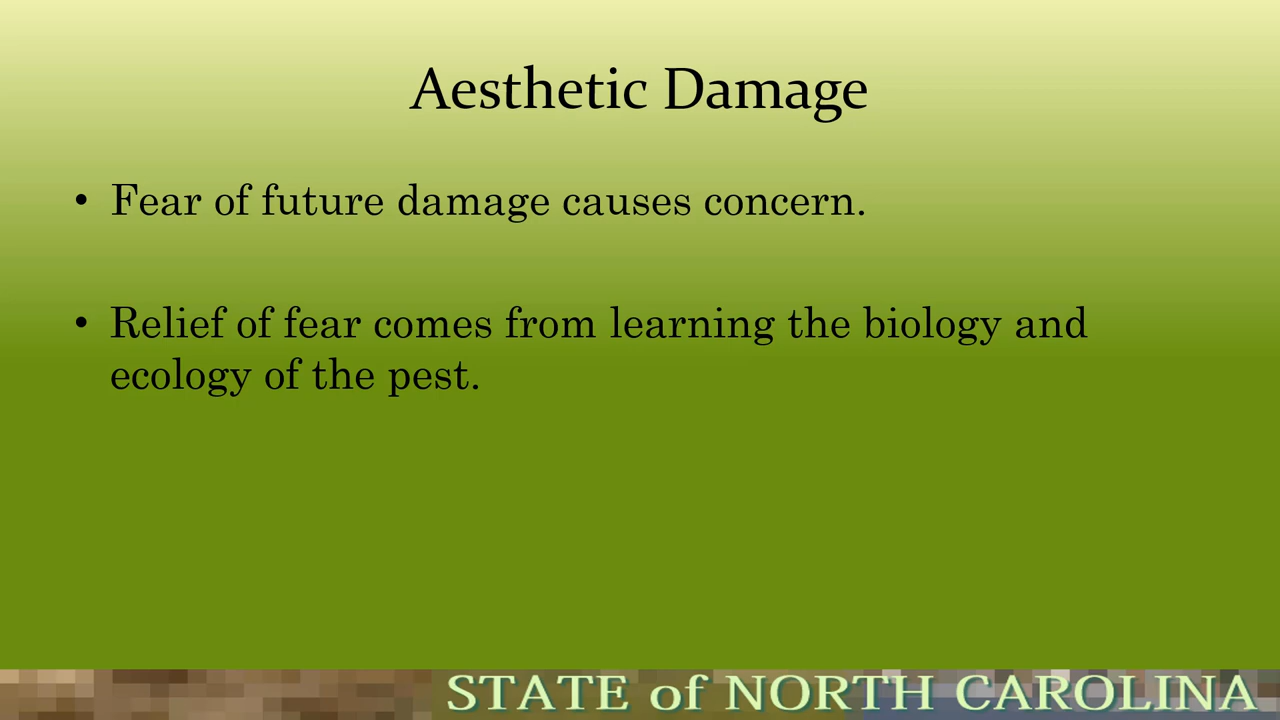 Aesthetic Damage
• Fear of future damage causes concern.
• Relief of fear comes from learning the biology and
ecology of the pest.
STATE of NORTH CAROLINA